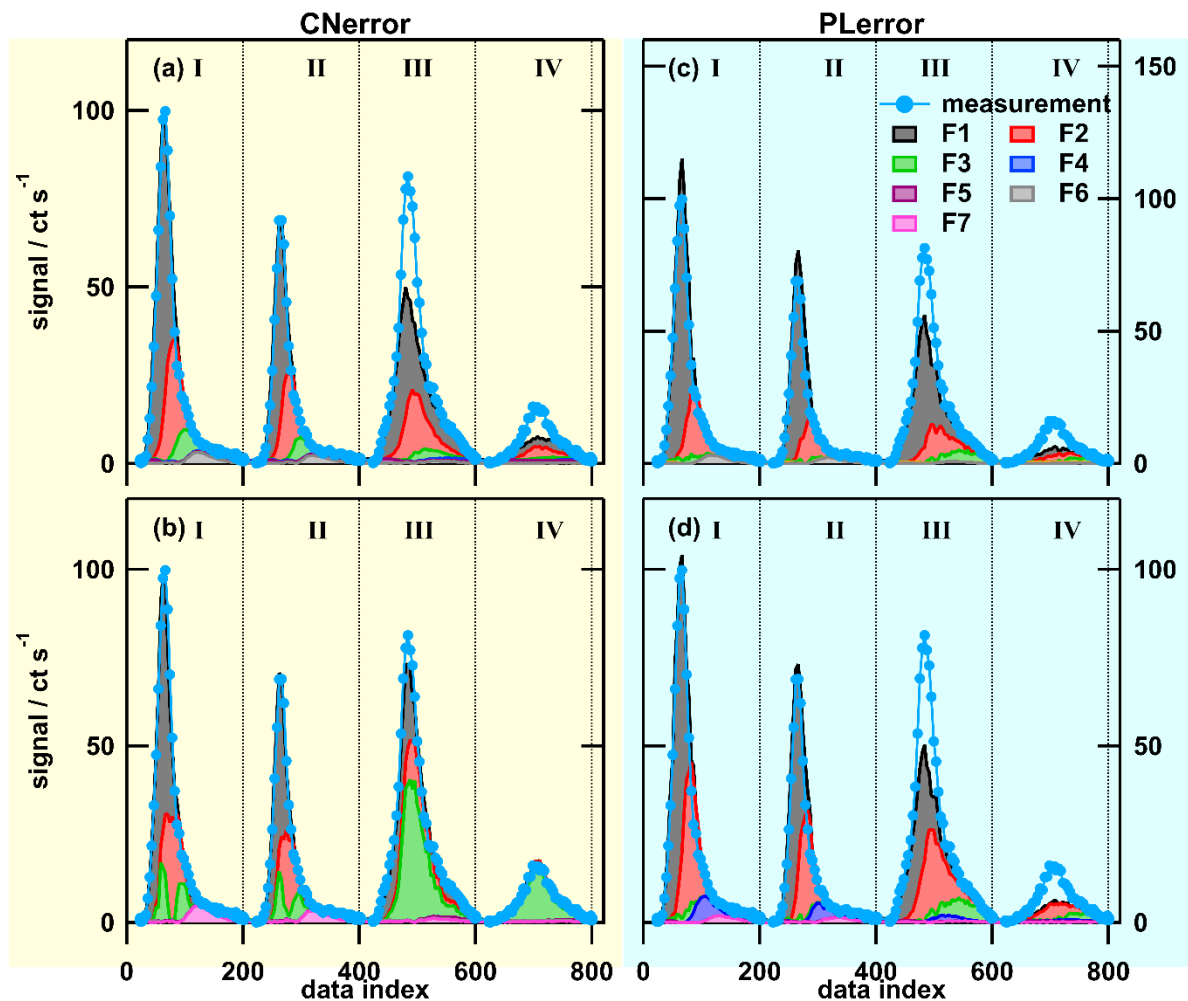 CNerror
PLerror
(a) I II III IV
(c) I II III IV
100
50
0
signal / ct s⁻¹
150
100
50
0
measurement
F1 F2
F3 F4
F5 F6
F7
(b) I II III IV
(d) I II III IV
100
50
0
signal / ct s⁻¹
100
50
0
0 200 400 600 800
data index
0 200 400 600 800
data index